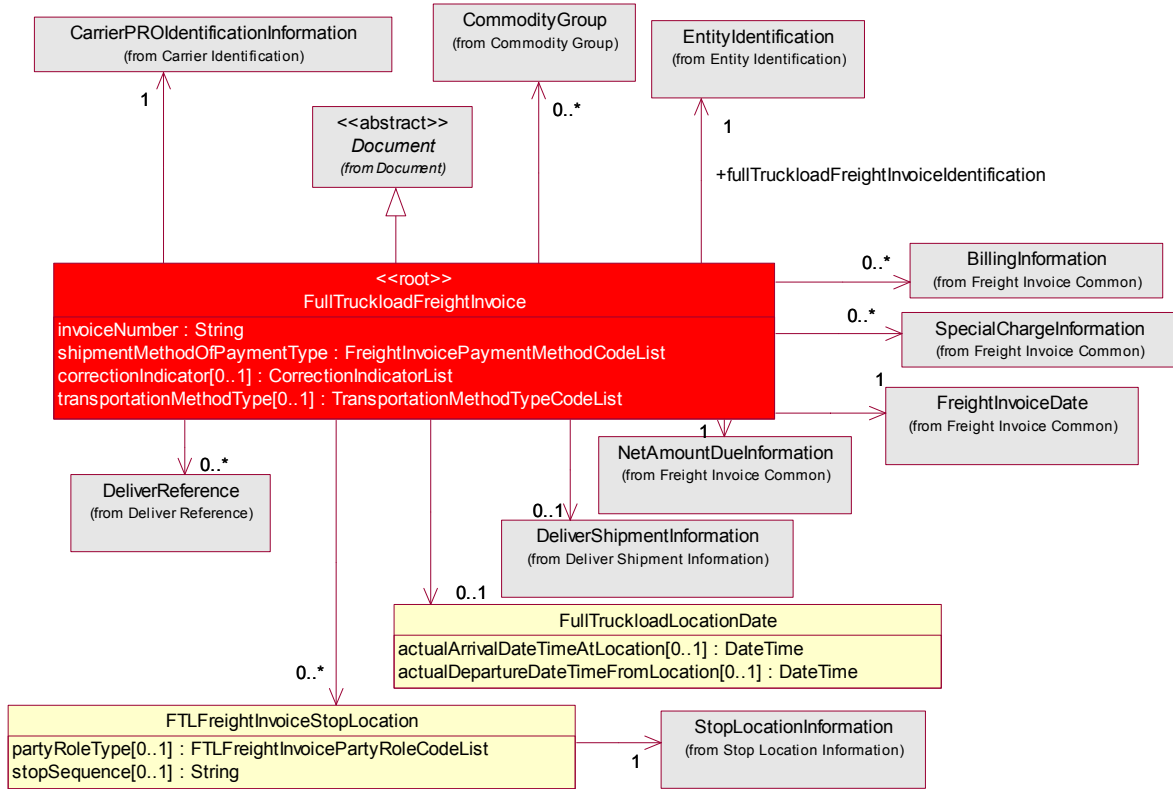 CarrierPROIdentificationInformation
(from Carrier Identification)
1
CommodityGroup
(from Commodity Group)
0..*
EntityIdentification
(from Entity Identification)
1
<<abstract>>
Document
(from Document)
+fullTruckloadFreightInvoiceIdentification
<<root>>
FullTruckloadFreightInvoice
invoiceNumber : String
shipmentMethodOfPaymentType : FreightInvoicePaymentMethodCodeList
correctionIndicator[0..1] : CorrectionIndicatorList
transportationMethodType[0..1] : TransportationMethodTypeCodeList
0..*
BillingInformation
(from Freight Invoice Common)
0..*
SpecialChargeInformation
(from Freight Invoice Common)
1
FreightInvoiceDate
(from Freight Invoice Common)
1
NetAmountDueInformation
(from Freight Invoice Common)
0..*
DeliverReference
(from Deliver Reference)
0..1
DeliverShipmentInformation
(from Deliver Shipment Information)
0..1
FullTruckloadLocationDate
actualArrivalDateTimeAtLocation[0..1] : DateTime
actualDepartureDateTimeFromLocation[0..1] : DateTime
0..*
FTLFreightInvoiceStopLocation
partyRoleType[0..1] : FTLFreightInvoicePartyRoleCodeList
stopSequence[0..1] : String
1
StopLocationInformation
(from Stop Location Information)